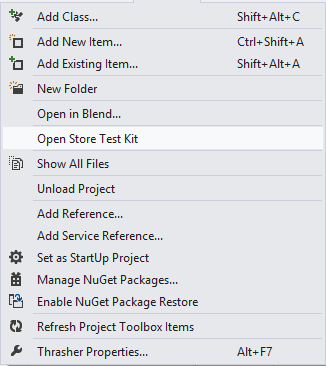 Add Class... Shift+Alt+C
Add New Item... Ctrl+Shift+A
Add Existing Item... Shift+Alt+A
New Folder
Open in Blend...
Open Store Test Kit
Show All Files
Unload Project
Add Reference...
Add Service Reference...
Set as StartUp Project
Manage NuGet Packages...
Enable NuGet Package Restore
Refresh Project Toolbox Items
Thrasher Properties... Alt+F7